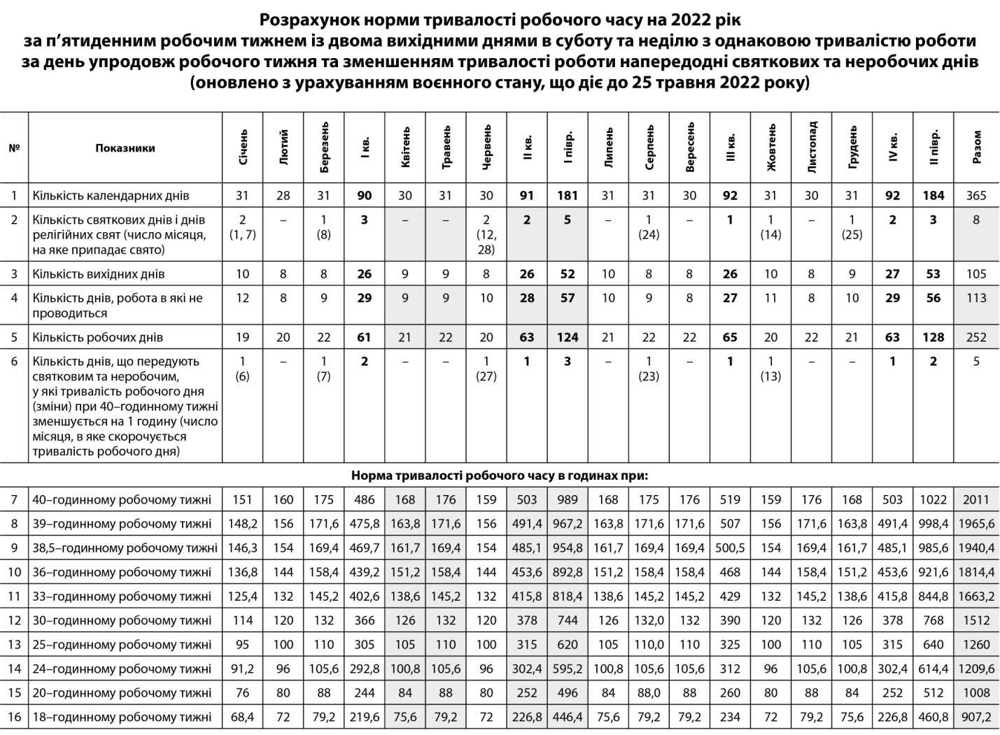 Розрахунок норми тривалості робочого часу на 2022 рік
за п’ятиденним робочим тижнем із двома вихідними днями в суботу та неділю з однаковою тривалістю роботи
за день упродовж робочого тижня та зменшенням тривалості роботи напередодні святкових та неробочих днів
(оновлено з урахуванням воєнного стану, що діє до 25 травня 2022 року)
№ Показники Січень Лютий Березень І кв. Квітень Травень Червень ІІ кв. І півр. Липень Серпень Вересень ІІІ кв. Жовтень Листопад Грудень IV кв. ІІ півр. Разом
1 Кількість календарних днів 31 28 31 90 30 31 30 91 181 31 31 30 92 31 30 31 92 184 365
2 Кількість святкових днів і днів 2 – 1 3 – – 2 2 5 – 1 – 1 1 – 1 2 3 8
релігійних свят (число місяця, (1, 7) (8) (12, (24) (14) (25)
на яке припадає свято) 28)
3 Кількість вихідних днів 10 8 8 26 9 9 8 26 52 10 8 8 26 10 8 9 27 53 105
4 Кількість днів, робота в які не 12 8 9 29 9 9 10 28 57 10 9 8 27 11 8 10 29 56 113
проводиться
5 Кількість робочих днів 19 20 22 61 21 22 20 63 124 21 22 22 65 20 22 21 63 128 252
6 Кількість днів, що передують 1 – 1 2 – – 1 1 3 – 1 – 1 1 – – 1 2 5
святковим та неробочим, (6) (7) (27) (23) (13)
у які тривалість робочого дня
(зміни) при 40–годинному тижні
зменшується на 1 годину (число
місяця, в яке скорочується
тривалість робочого дня)
Норма тривалості робочого часу в годинах при:
7 40–годинному робочому тижні 151 160 175 486 168 176 159 503 989 168 175 176 519 159 176 168 503 1022 2011
8 39–годинному робочому тижні 148,2 156 171,6 475,8 163,8 171,6 156 491,4 967,2 163,8 171,6 171,6 507 156 171,6 163,8 491,4 998,4 1965,6
9 38,5–годинному робочому тижні 146,3 154 169,4 469,7 161,7 169,4 154 485,1 954,8 161,7 169,4 169,4 500,5 154 169,4 161,7 485,1 985,6 1940,4
10 36–годинному робочому тижні 136,8 144 158,4 439,2 151,2 158,4 144 453,6 892,8 151,2 158,4 158,4 468 144 158,4 151,2 453,6 921,6 1814,4
11 33–годинному робочому тижні 125,4 132 145,2 402,6 138,6 145,2 132 415,8 818,4 138,6 145,2 145,2 429 132 145,2 138,6 415,8 844,8 1663,2
12 30–годинному робочому тижні 114 120 132 366 126 132 120 378 744 126 132,0 132 390 120 132 126 378 768 1512
13 25–годинному робочому тижні 95 100 110 305 105 110 100 315 620 105 110,0 110 325 100 110 105 315 640 1260
14 24–годинному робочому тижні 91,2 96 105,6 292,8 100,8 105,6 96 302,4 595,2 100,8 105,6 105,6 312 96 105,6 100,8 302,4 614,4 1209,6
15 20–годинному робочому тижні 76 80 88 244 84 88 80 252 496 84 88,0 88 260 80 88 84 252 512 1008
16 18–годинному робочому тижні 68,4 72 79,2 219,6 75,6 79,2 72 226,8 446,4 75,6 79,2 79,2 234 72 79,2 75,6 226,8 460,8 907,2